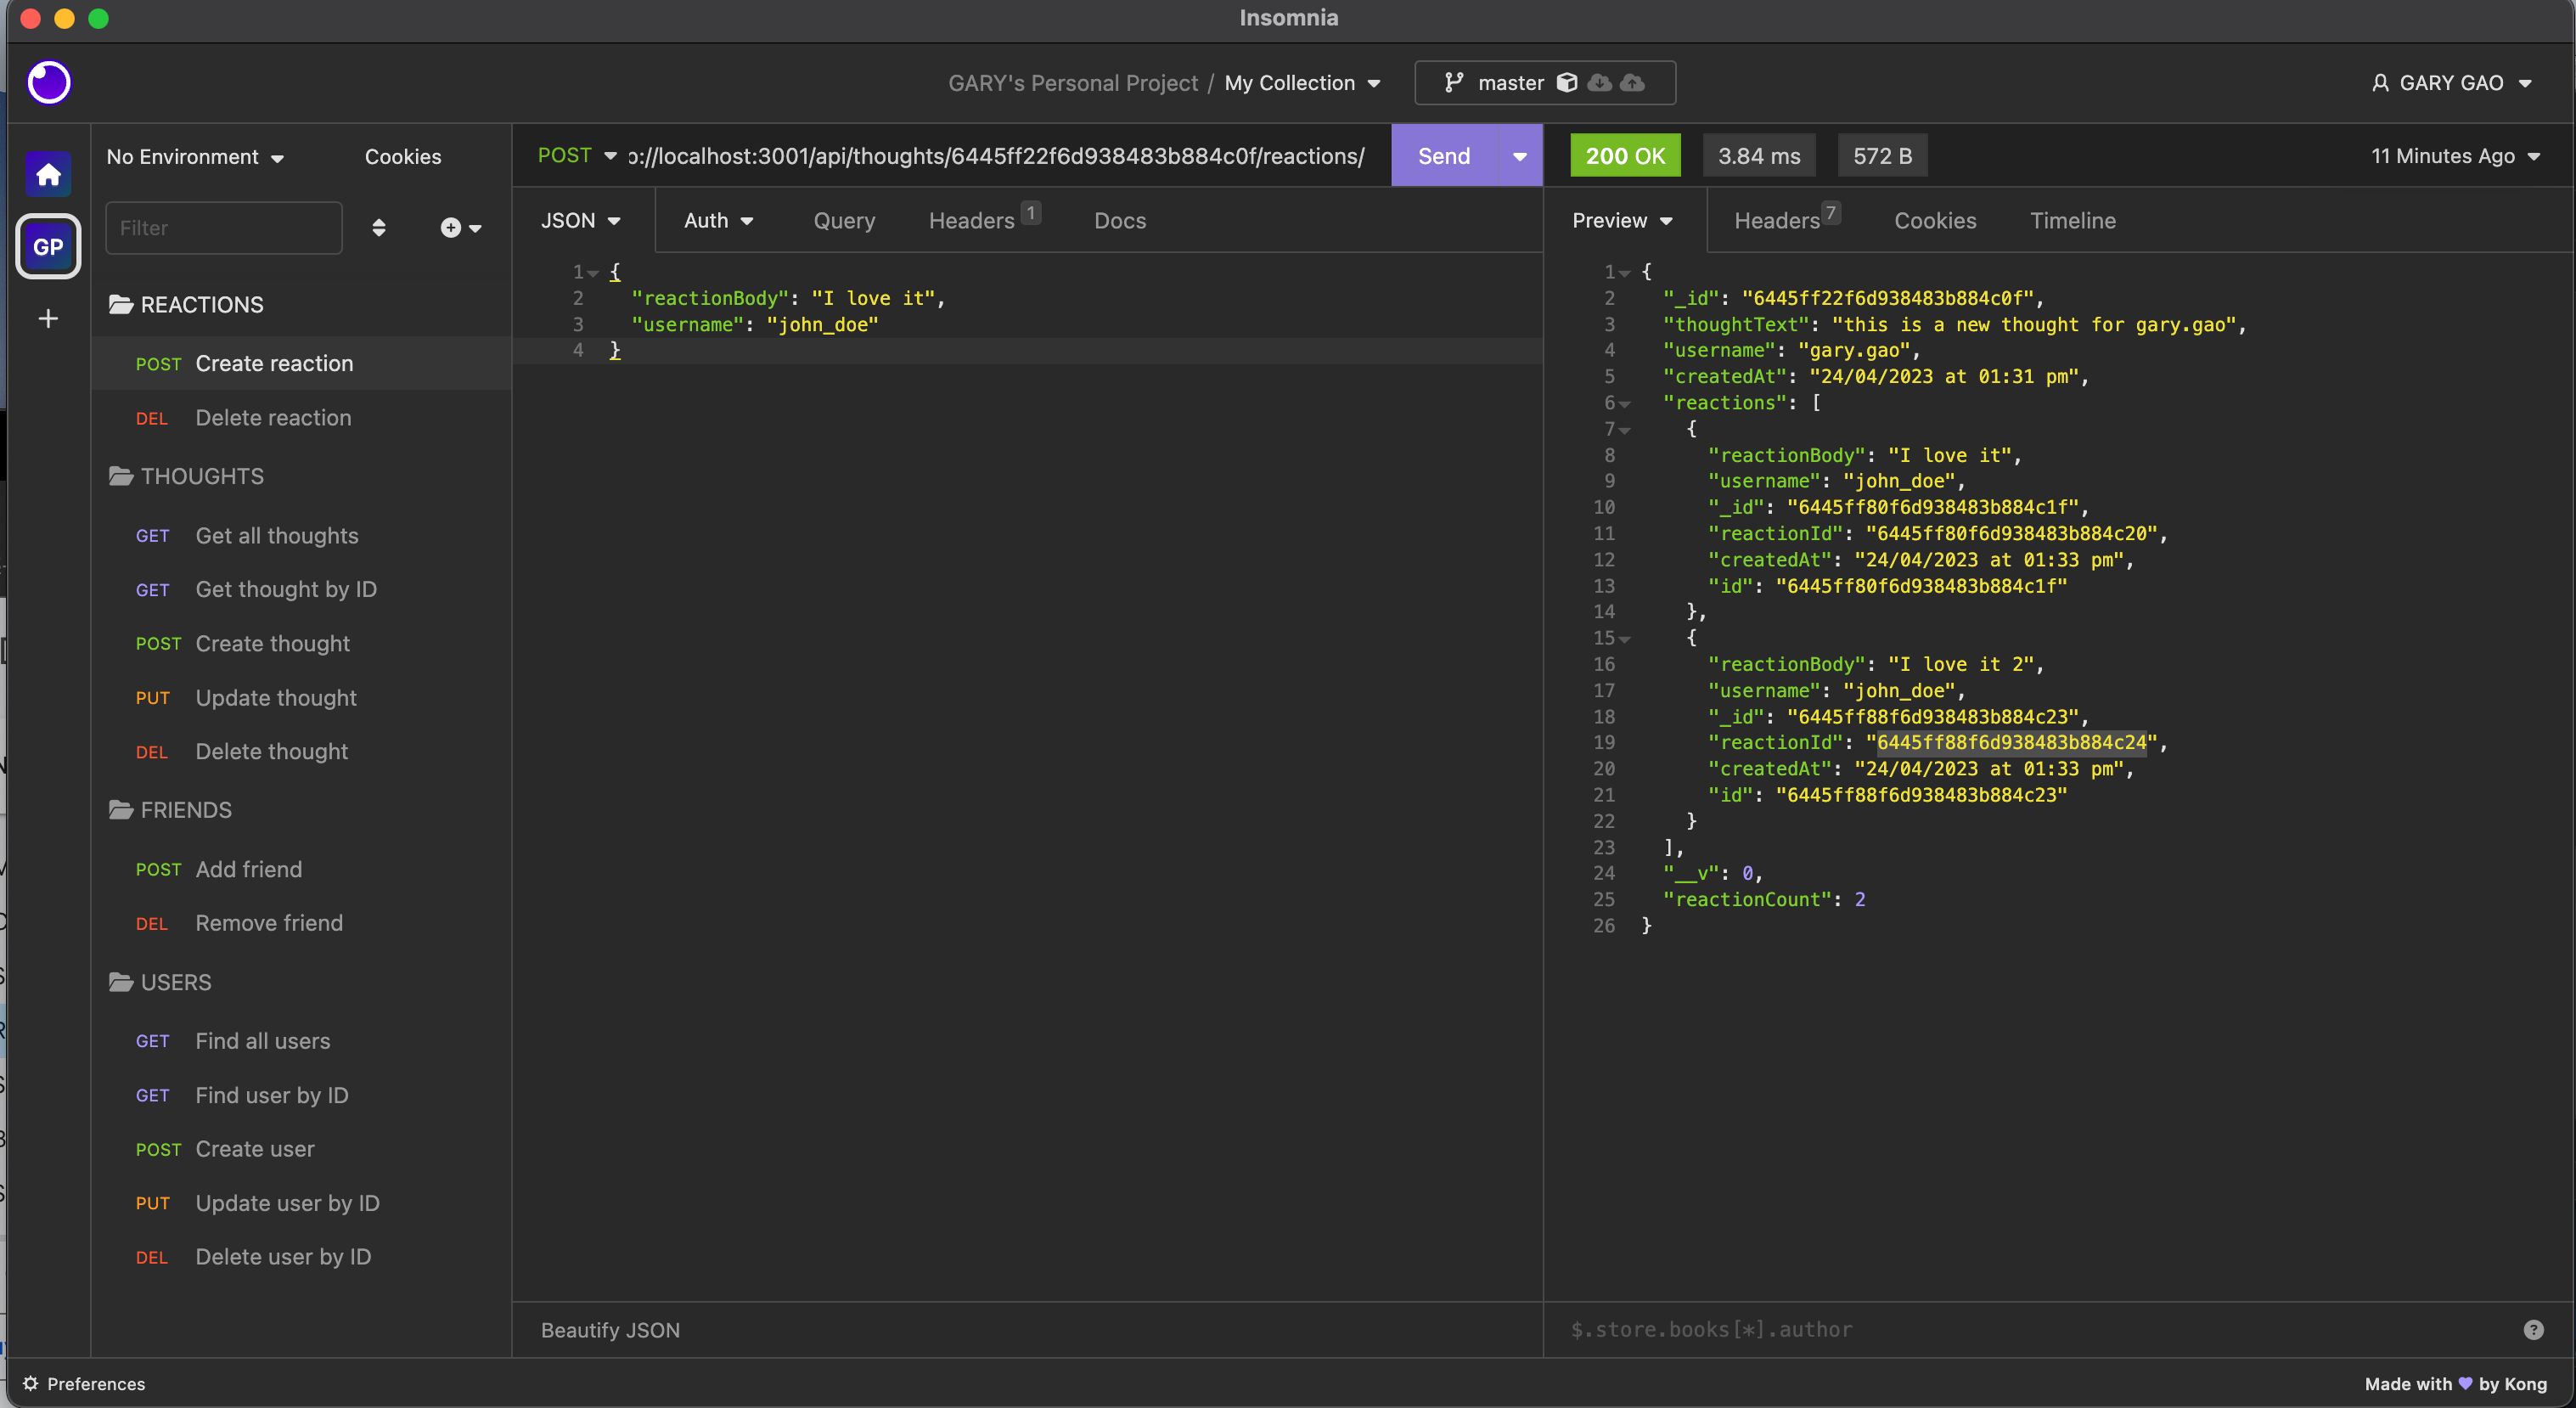 Insomnia
GARY's Personal Project / My Collection
master
GARY GAO
GP
No Environment
Cookies
Filter
REACTIONS
POST Create reaction
DEL Delete reaction
THOUGHTS
GET Get all thoughts
GET Get thought by ID
POST Create thought
PUT Update thought
DEL Delete thought
FRIENDS
POST Add friend
DEL Remove friend
USERS
GET Find all users
GET Find user by ID
POST Create user
PUT Update user by ID
DEL Delete user by ID
POST ://localhost:3001/api/thoughts/6445ff22f6d938483b884c0f/reactions/
Send
JSON Auth Query Headers 1 Docs
1 {
2 "reactionBody": "I love it",
3 "username": "john_doe"
4 }
Beautify JSON
200 OK 3.84 ms 572 B 11 Minutes Ago
Preview Headers 7 Cookies Timeline
1 {
2 "_id": "6445ff22f6d938483b884c0f",
3 "thoughtText": "this is a new thought for gary.gao",
4 "username": "gary.gao",
5 "createdAt": "24/04/2023 at 01:31 pm",
6 "reactions": [
7 {
8 "reactionBody": "I love it",
9 "username": "john_doe",
10 "_id": "6445ff80f6d938483b884c1f",
11 "reactionId": "6445ff80f6d938483b884c20",
12 "createdAt": "24/04/2023 at 01:33 pm",
13 "id": "6445ff80f6d938483b884c1f"
14 },
15 {
16 "reactionBody": "I love it 2",
17 "username": "john_doe",
18 "_id": "6445ff88f6d938483b884c23",
19 "reactionId": "6445ff88f6d938483b884c24",
20 "createdAt": "24/04/2023 at 01:33 pm",
21 "id": "6445ff88f6d938483b884c23"
22 }
23 ],
24 "__v": 0,
25 "reactionCount": 2
26 }
$.store.books[*].author
Preferences
Made with by Kong